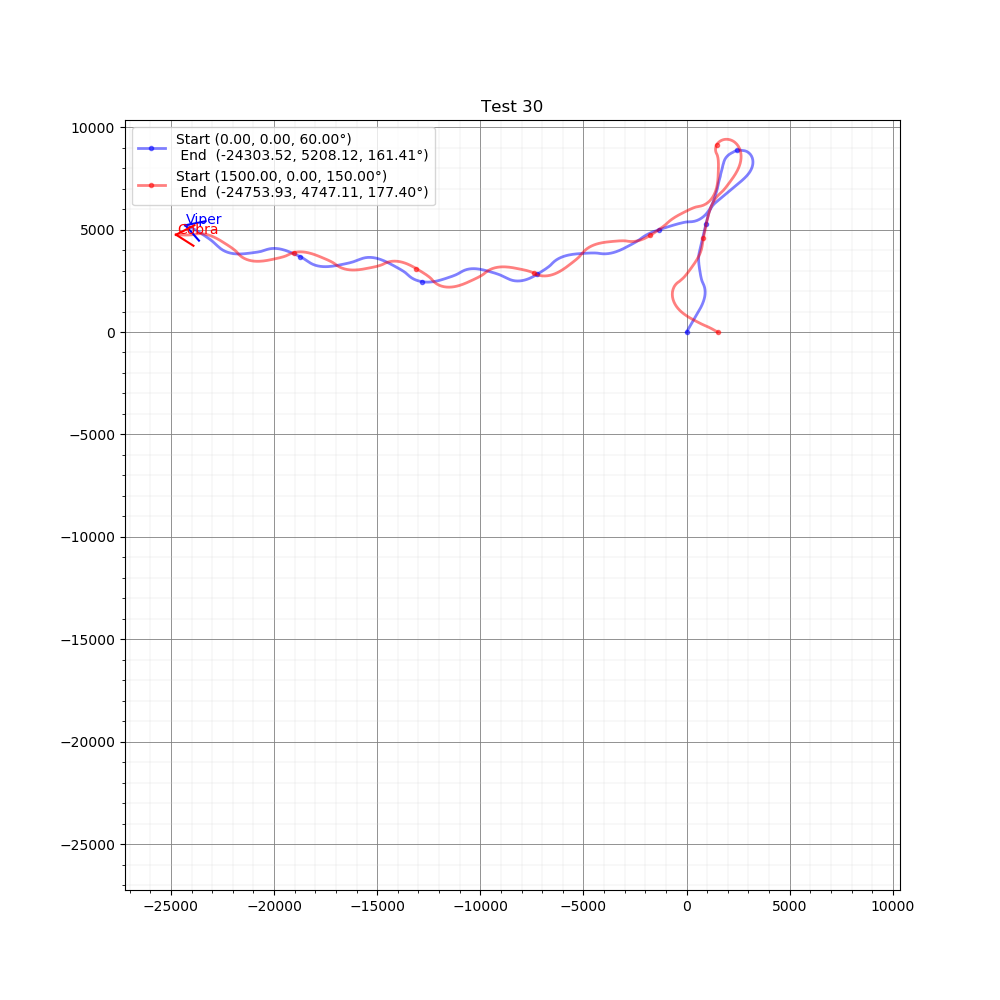 Test 30
Start (0.00, 0.00, 60.00°)
End (-24303.52, 5208.12, 161.41°)
Start (1500.00, 0.00, 150.00°)
End (-24753.93, 4747.11, 177.40°)
Viper
Cobra
10000
5000
0
−5000
−10000
−15000
−20000
−25000
−25000 −20000 −15000 −10000 −5000 0 5000 10000